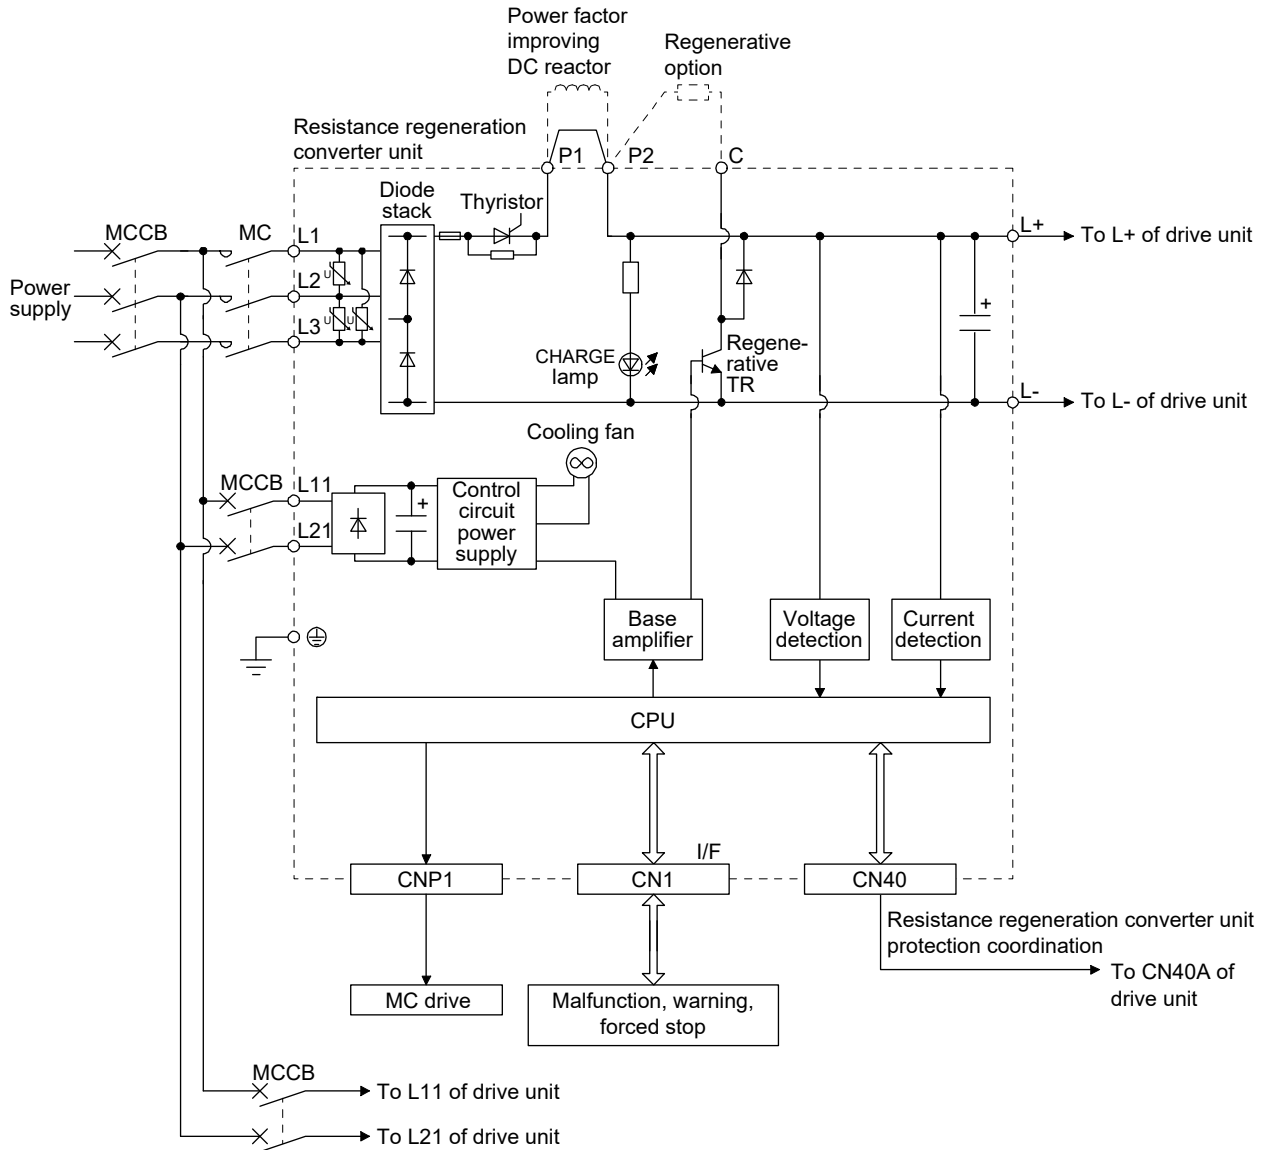 Power factor
improving
DC reactor
Regenerative
option
Resistance regeneration
converter unit
P1
P2
C
Diode
stack
Thyristor
MCCB
MC
L1
L+
To L+ of drive unit
U
L2
Power
supply
+
U
U
L3
Regene-
rative
TR
CHARGE
lamp
L-
To L- of drive unit
Cooling fan
MCCB
L11
+
Control
circuit
power
supply
L21
Base
amplifier
Voltage
detection
Current
detection
CPU
I/F
CNP1
CN1
CN40
Resistance regeneration converter unit
protection coordination
To CN40A of
drive unit
MC drive
Malfunction, warning,
forced stop
MCCB
To L11 of drive unit
To L21 of drive unit